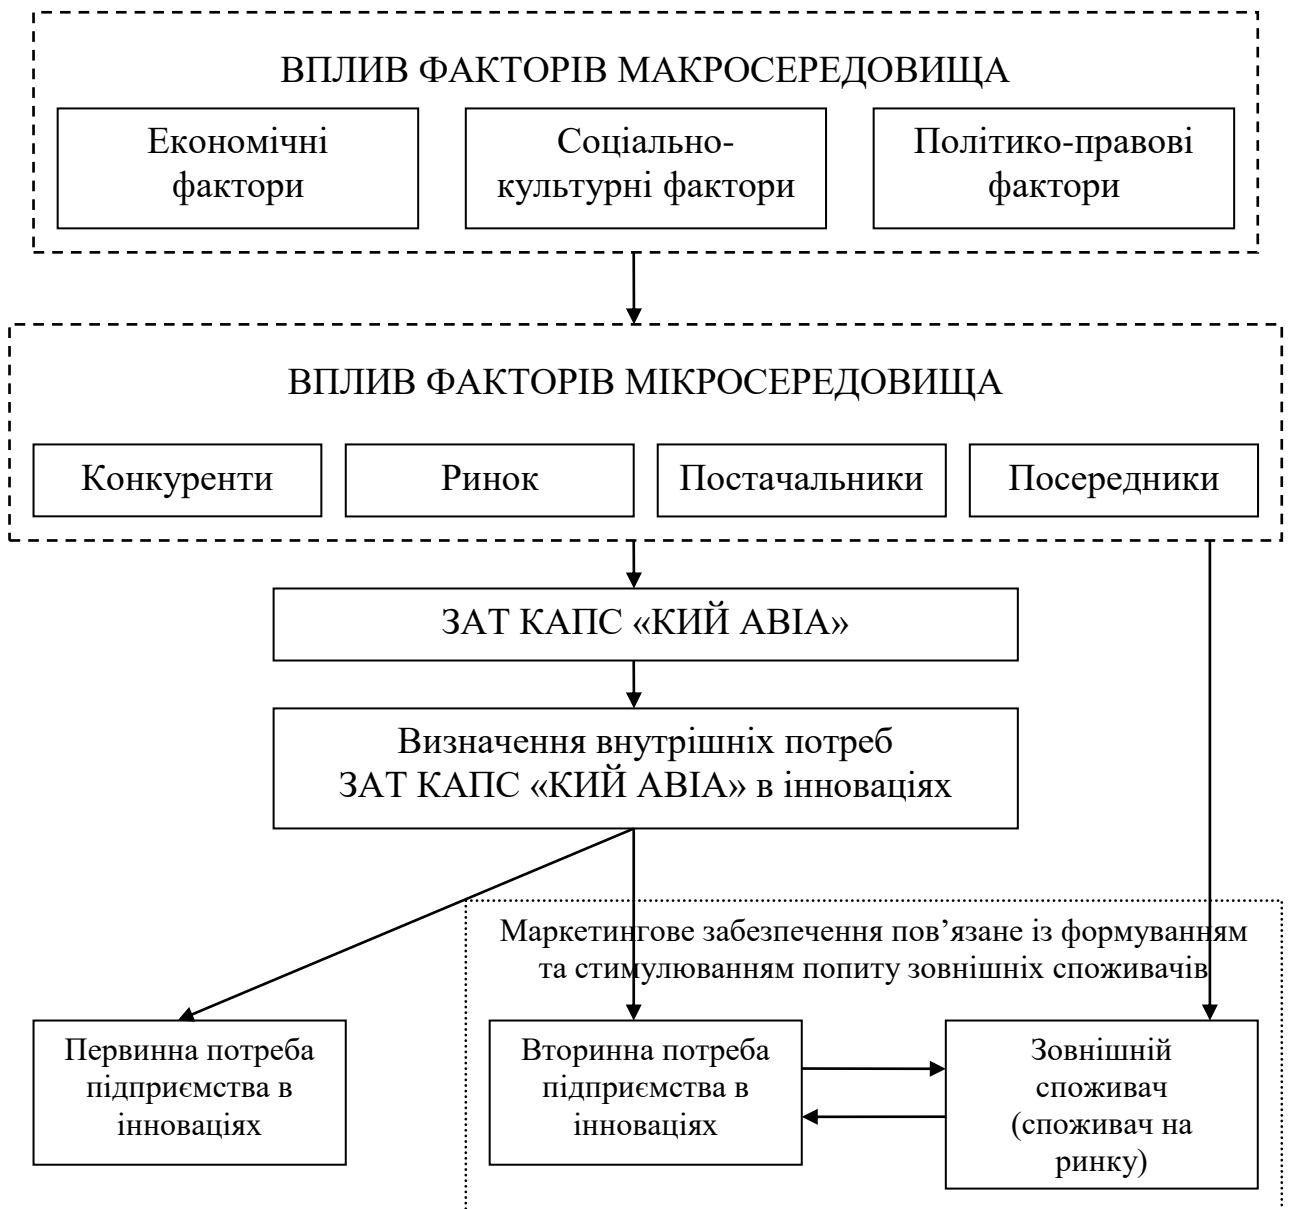 ВПЛИВ ФАКТОРІВ МАКРОСЕРЕДОВИЩА
Економічні
фактори
Соціально-
культурні фактори
Політико-правові
фактори
ВПЛИВ ФАКТОРІВ МІКРОСЕРЕДОВИЩА
Конкуренти
Ринок
Постачальники
Посередники
ЗАТ КАПС «КИЙ АВІА»
Визначення внутрішніх потреб
ЗАТ КАПС «КИЙ АВІА» в інноваціях
Маркетингове забезпечення пов’язане із формуванням
та стимулюванням попиту зовнішніх споживачів
Первинна потреба
підприємства в
інноваціях
Вторинна потреба
підприємства в
інноваціях
Зовнішній
споживач
(споживач на
ринку)